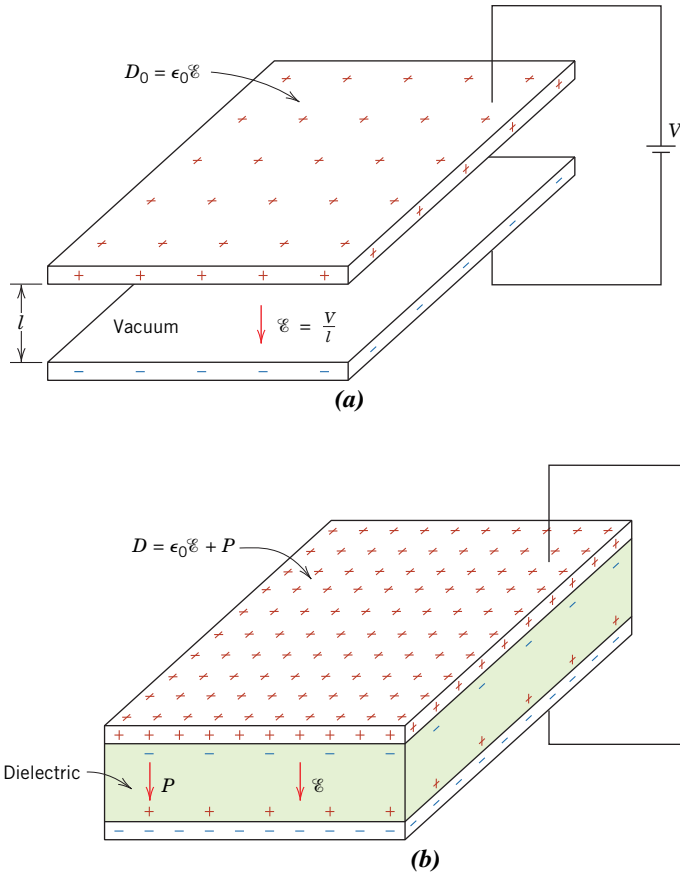 D₀ = ϵ₀ℰ
V
l
Vacuum
ℰ = V/l
(a)
D = ϵ₀ℰ + P
Dielectric
P
ℰ
(b)